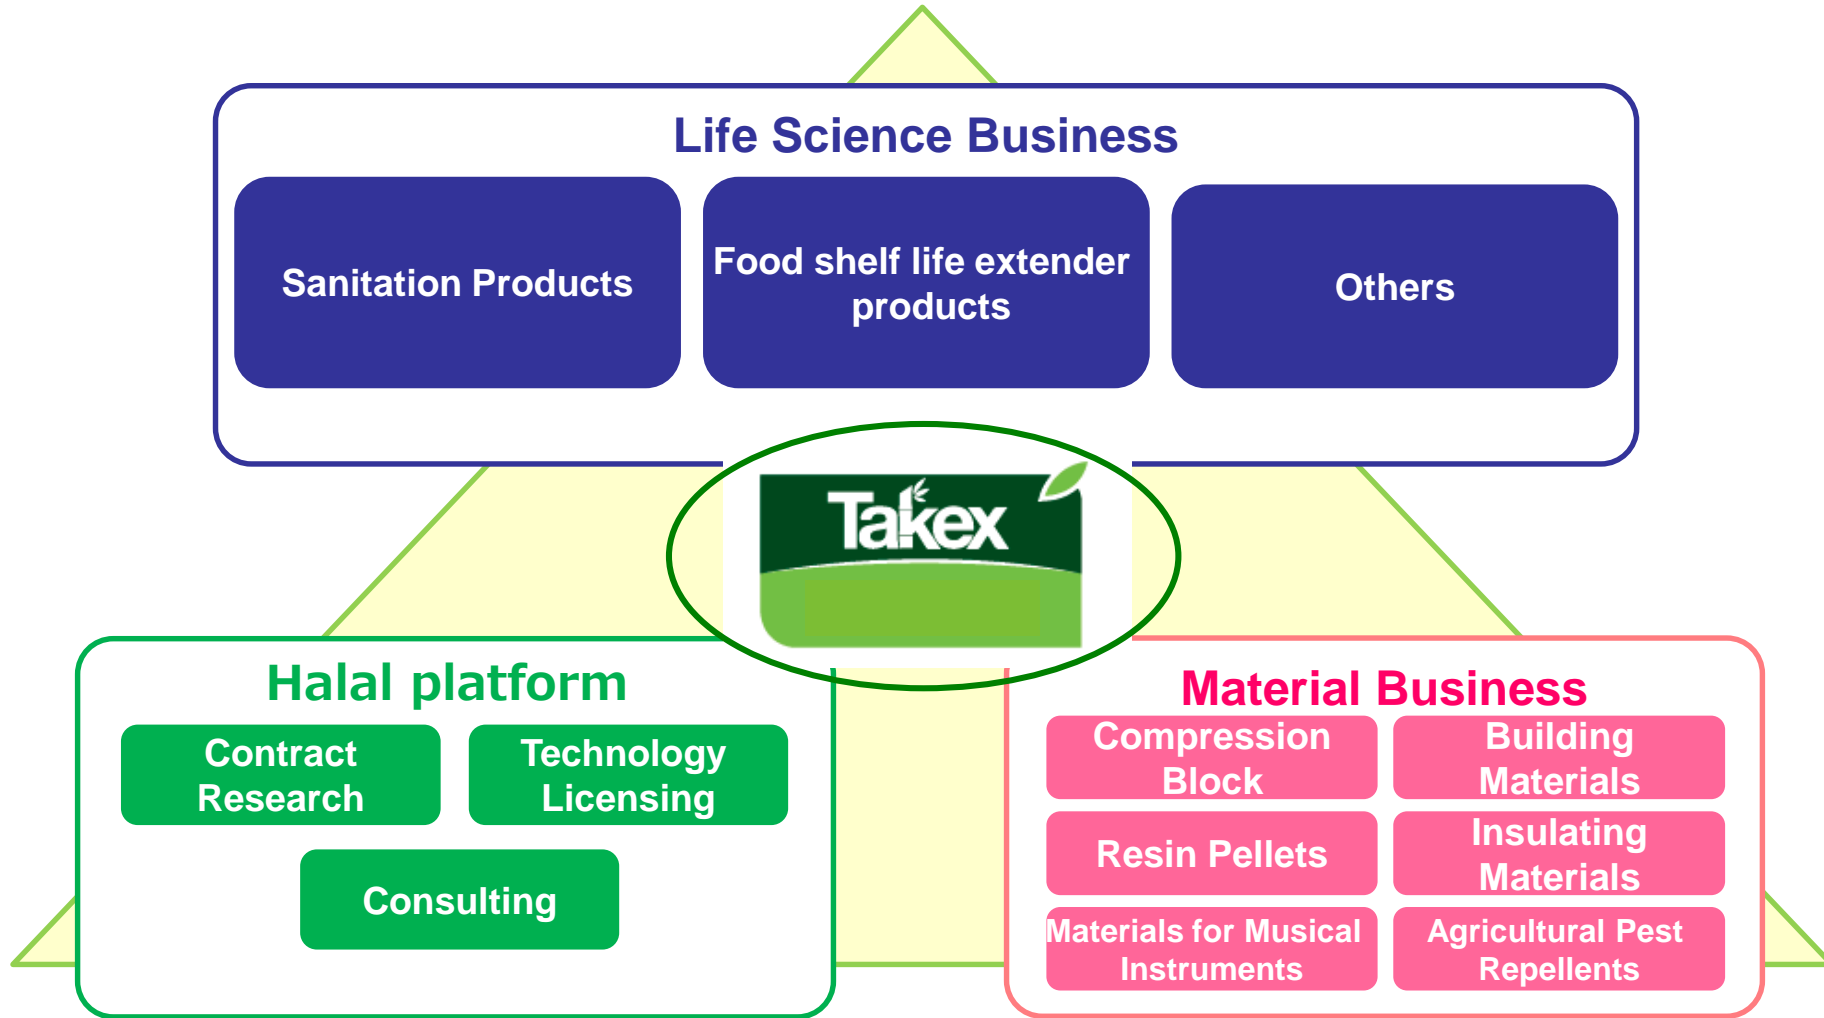 Life Science Business
Sanitation Products
Food shelf life extender
products
Others
Takex
Halal platform
Contract
Research
Technology
Licensing
Consulting
Material Business
Compression
Block
Building
Materials
Resin Pellets
Insulating
Materials
Materials for Musical
Instruments
Agricultural Pest
Repellents